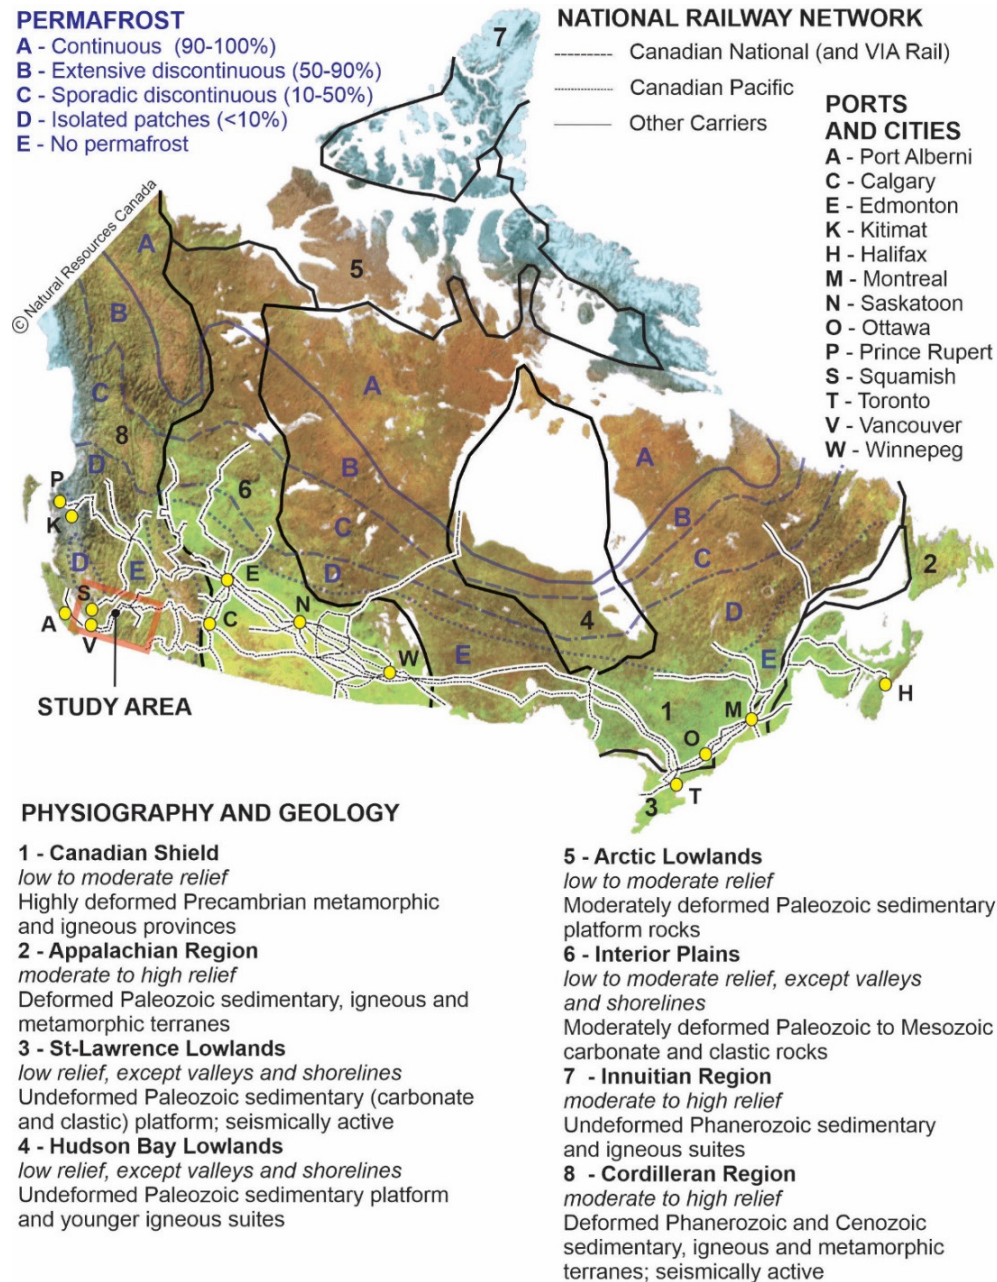 PERMAFROST
A - Continuous (90-100%)
B - Extensive discontinuous (50-90%)
C - Sporadic discontinuous (10-50%)
D - Isolated patches (<10%)
E - No permafrost
NATIONAL RAILWAY NETWORK
Canadian National (and VIA Rail)
Canadian Pacific
Other Carriers
PORTS
AND CITIES
A - Port Alberni
C - Calgary
E - Edmonton
K - Kitimat
H - Halifax
M - Montreal
N - Saskatoon
O - Ottawa
P - Prince Rupert
S - Squamish
T - Toronto
V - Vancouver
W - Winnepeg
© Natural Resources Canada
7
A
5
B
A
C
8
A
D
B
6
B
P
C
C
K
D
2
D
E
D
E
S
N
4
A
C
E
E
V
W
H
STUDY AREA
1
M
O
3
T
PHYSIOGRAPHY AND GEOLOGY
1 - Canadian Shield
low to moderate relief
Highly deformed Precambrian metamorphic
and igneous provinces
2 - Appalachian Region
moderate to high relief
Deformed Paleozoic sedimentary, igneous and
metamorphic terranes
3 - St-Lawrence Lowlands
low relief, except valleys and shorelines
Undeformed Paleozoic sedimentary (carbonate
and clastic) platform; seismically active
4 - Hudson Bay Lowlands
low relief, except valleys and shorelines
Undeformed Paleozoic sedimentary platform
and younger igneous suites
5 - Arctic Lowlands
low to moderate relief
Moderately deformed Paleozoic sedimentary
platform rocks
6 - Interior Plains
low to moderate relief, except valleys
and shorelines
Moderately deformed Paleozoic to Mesozoic
carbonate and clastic rocks
7 - Innuitian Region
moderate to high relief
Undeformed Phanerozoic sedimentary
and igneous suites
8 - Cordilleran Region
moderate to high relief
Deformed Phanerozoic and Cenozoic
sedimentary, igneous and metamorphic
terranes; seismically active